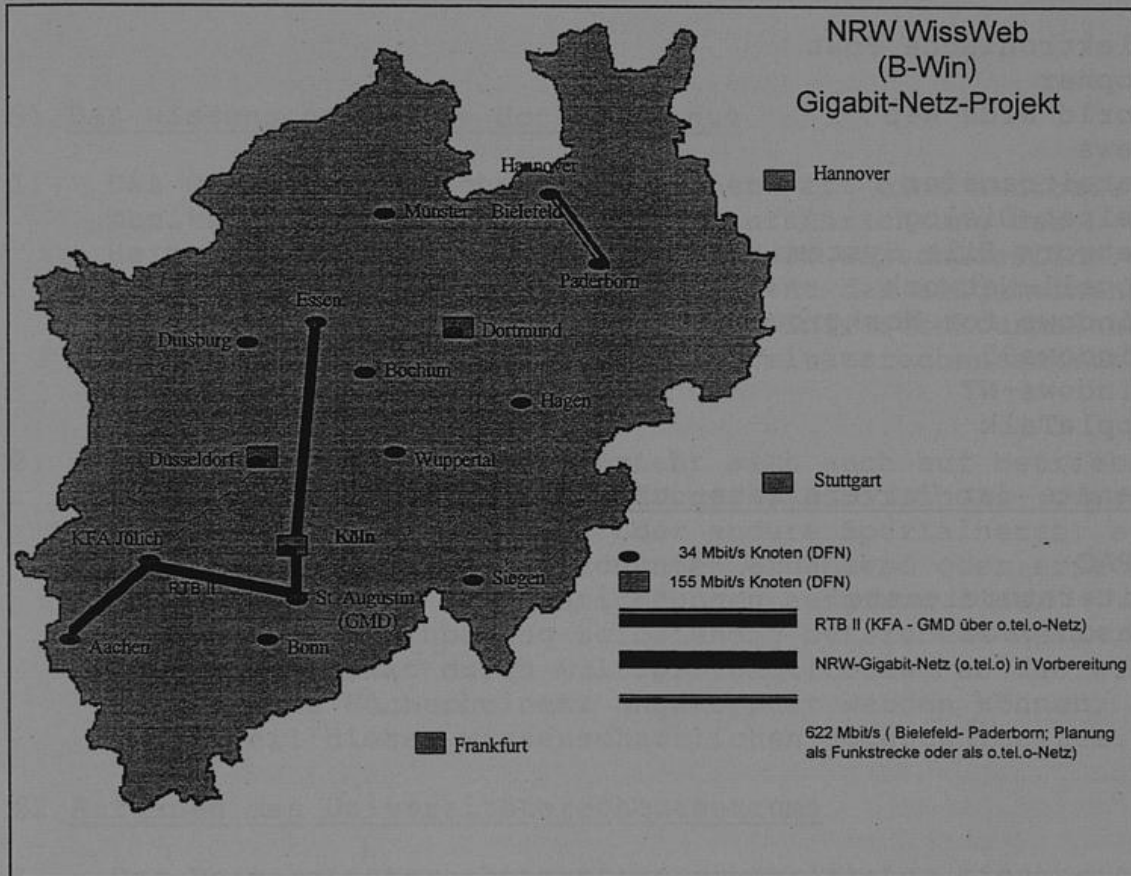 NRW WissWeb
(B-Win)
Gigabit-Netz-Projekt
Hannover
Hannover
Münster
Bielefeld
Paderborn
Essen
Duisburg
Dortmund
Bochum
Hagen
Düsseldorf
Wuppertal
Stuttgart
KFA Jülich
Köln
RTB II
St. Augustin
(GMD)
Siegen
Aachen
Bonn
Frankfurt
34 Mbit/s Knoten (DFN)
155 Mbit/s Knoten (DFN)
RTB II (KFA - GMD über o.tel.o-Netz)
NRW-Gigabit-Netz (o.tel.o) in Vorbereitung
622 Mbit/s ( Bielefeld- Paderborn; Planung
als Funkstrecke oder als o.tel.o-Netz)